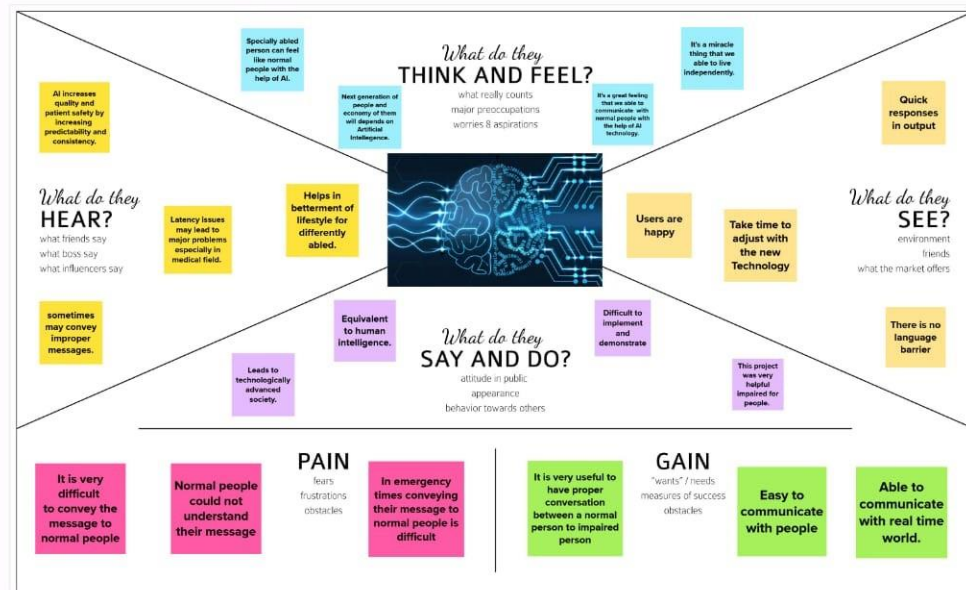 What do they
THINK AND FEEL?
what really counts
major preoccupations
worries & aspirations
Specially abled
person can feel
like normal
people with the
help of AI.
Next generation of
people and
economy of them
will depends on
Artificial
Intellegence.
It's a great feeling
that we able to
communicate with
normal people with
the help of AI
technology.
It's a miracle
thing that we
able to live
independently.
What do they
HEAR?
what friends say
what boss say
what influencers say
AI increases
quality and
patient safety by
increasing
predictability and
consistency.
Latency issues
may lead to
major problems
especially in
medical field.
Helps in
betterment of
lifestyle for
differently
abled.
sometimes
may convey
improper
messages.
What do they
SEE?
environment
friends
what the market offers
Quick
responses
in output
Users are
happy
Take time to
adjust with
the new
Technology
There is no
language
barrier
What do they
SAY AND DO?
attitude in public
appearance
behavior towards others
Equivalent
to human
intelligence.
Leads to
technologically
advanced
society.
Difficult to
implement
and
demonstrate
This project
was very
helpful
impaired for
people.
PAIN
fears
frustrations
obstacles
It is very
difficult
to convey the
message to
normal people
Normal people
could not
understand
their message
In emergency
times conveying
their message to
normal people is
difficult
GAIN
"wants" / needs
measures of success
obstacles
It is very useful to
have proper
conversation
between a normal
person to impaired
person
Easy to
communicate
with people
Able to
communicate
with real time
world.